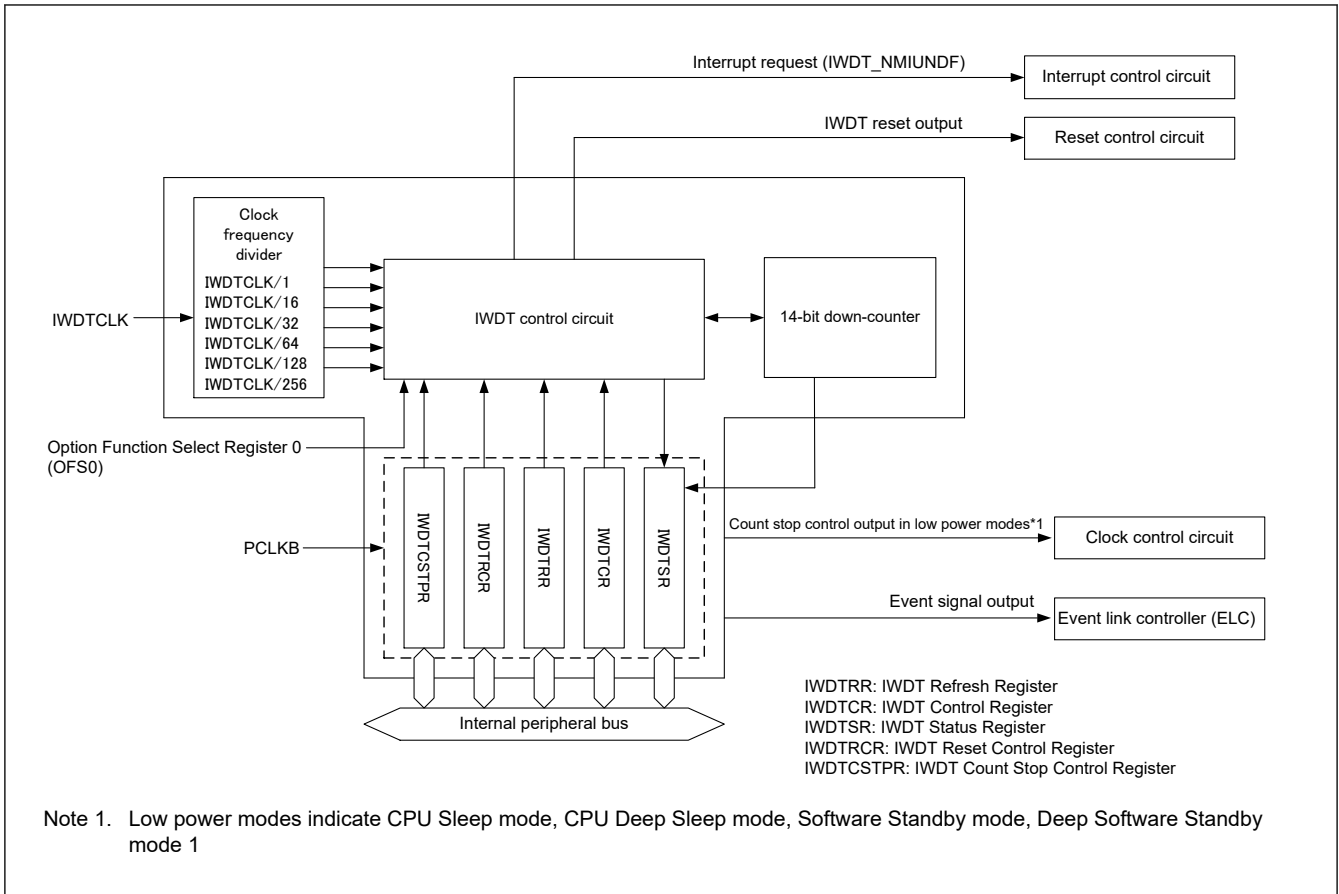 Interrupt request (IWDT_NMIUNDF)
Interrupt control circuit
IWDT reset output
Reset control circuit
Clock
frequency
divider
IWDTCLK/1
IWDTCLK/16
IWDTCLK/32
IWDTCLK/64
IWDTCLK/128
IWDTCLK/256
IWDTCLK
IWDT control circuit
14-bit down-counter
Option Function Select Register 0
(OFS0)
PCLKB
IWDTCSTPR
IWDTRCR
IWDTRR
IWDTCR
IWDTSR
Count stop control output in low power modes*1
Clock control circuit
Event signal output
Event link controller (ELC)
Internal peripheral bus
IWDTRR: IWDT Refresh Register
IWDTCR: IWDT Control Register
IWDTSR: IWDT Status Register
IWDTRCR: IWDT Reset Control Register
IWDTCSTPR: IWDT Count Stop Control Register
Note 1. Low power modes indicate CPU Sleep mode, CPU Deep Sleep mode, Software Standby mode, Deep Software Standby
mode 1